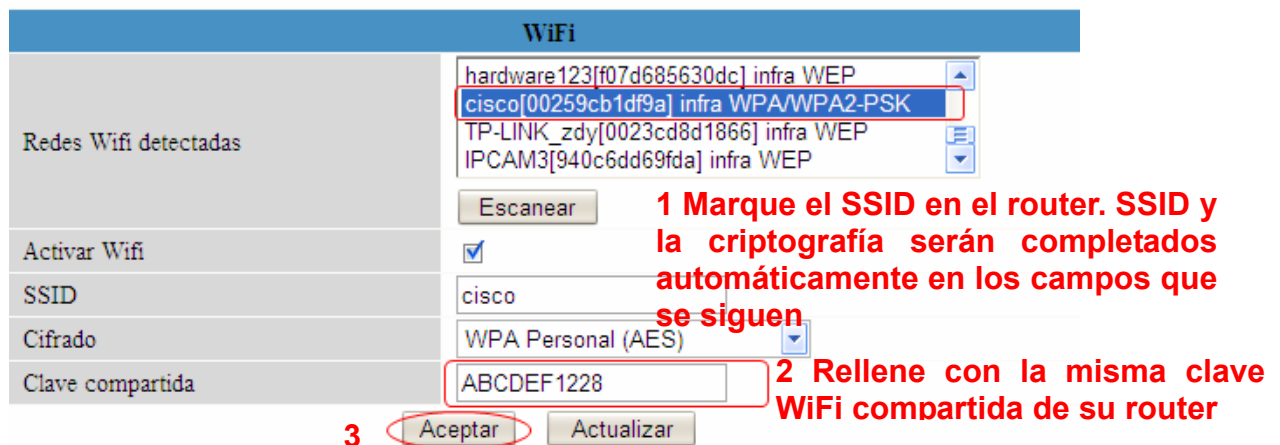 WiFi
Redes Wifi detectadas
hardware123[f07d685630dc] infra WEP
cisco[00259cb1df9a] infra WPA/WPA2-PSK
TP-LINK_zdy[0023cd8d1866] infra WEP
IPCAM3[940c6dd69fda] infra WEP
Escanear
1 Marque el SSID en el router. SSID y
la criptografía serán completados
automáticamente en los campos que
se siguen
Activar Wifi
SSID
cisco
Cifrado
WPA Personal (AES)
Clave compartida
ABCDEF1228
2 Rellene con la misma clave
WiFi compartida de su router
3
Aceptar
Actualizar